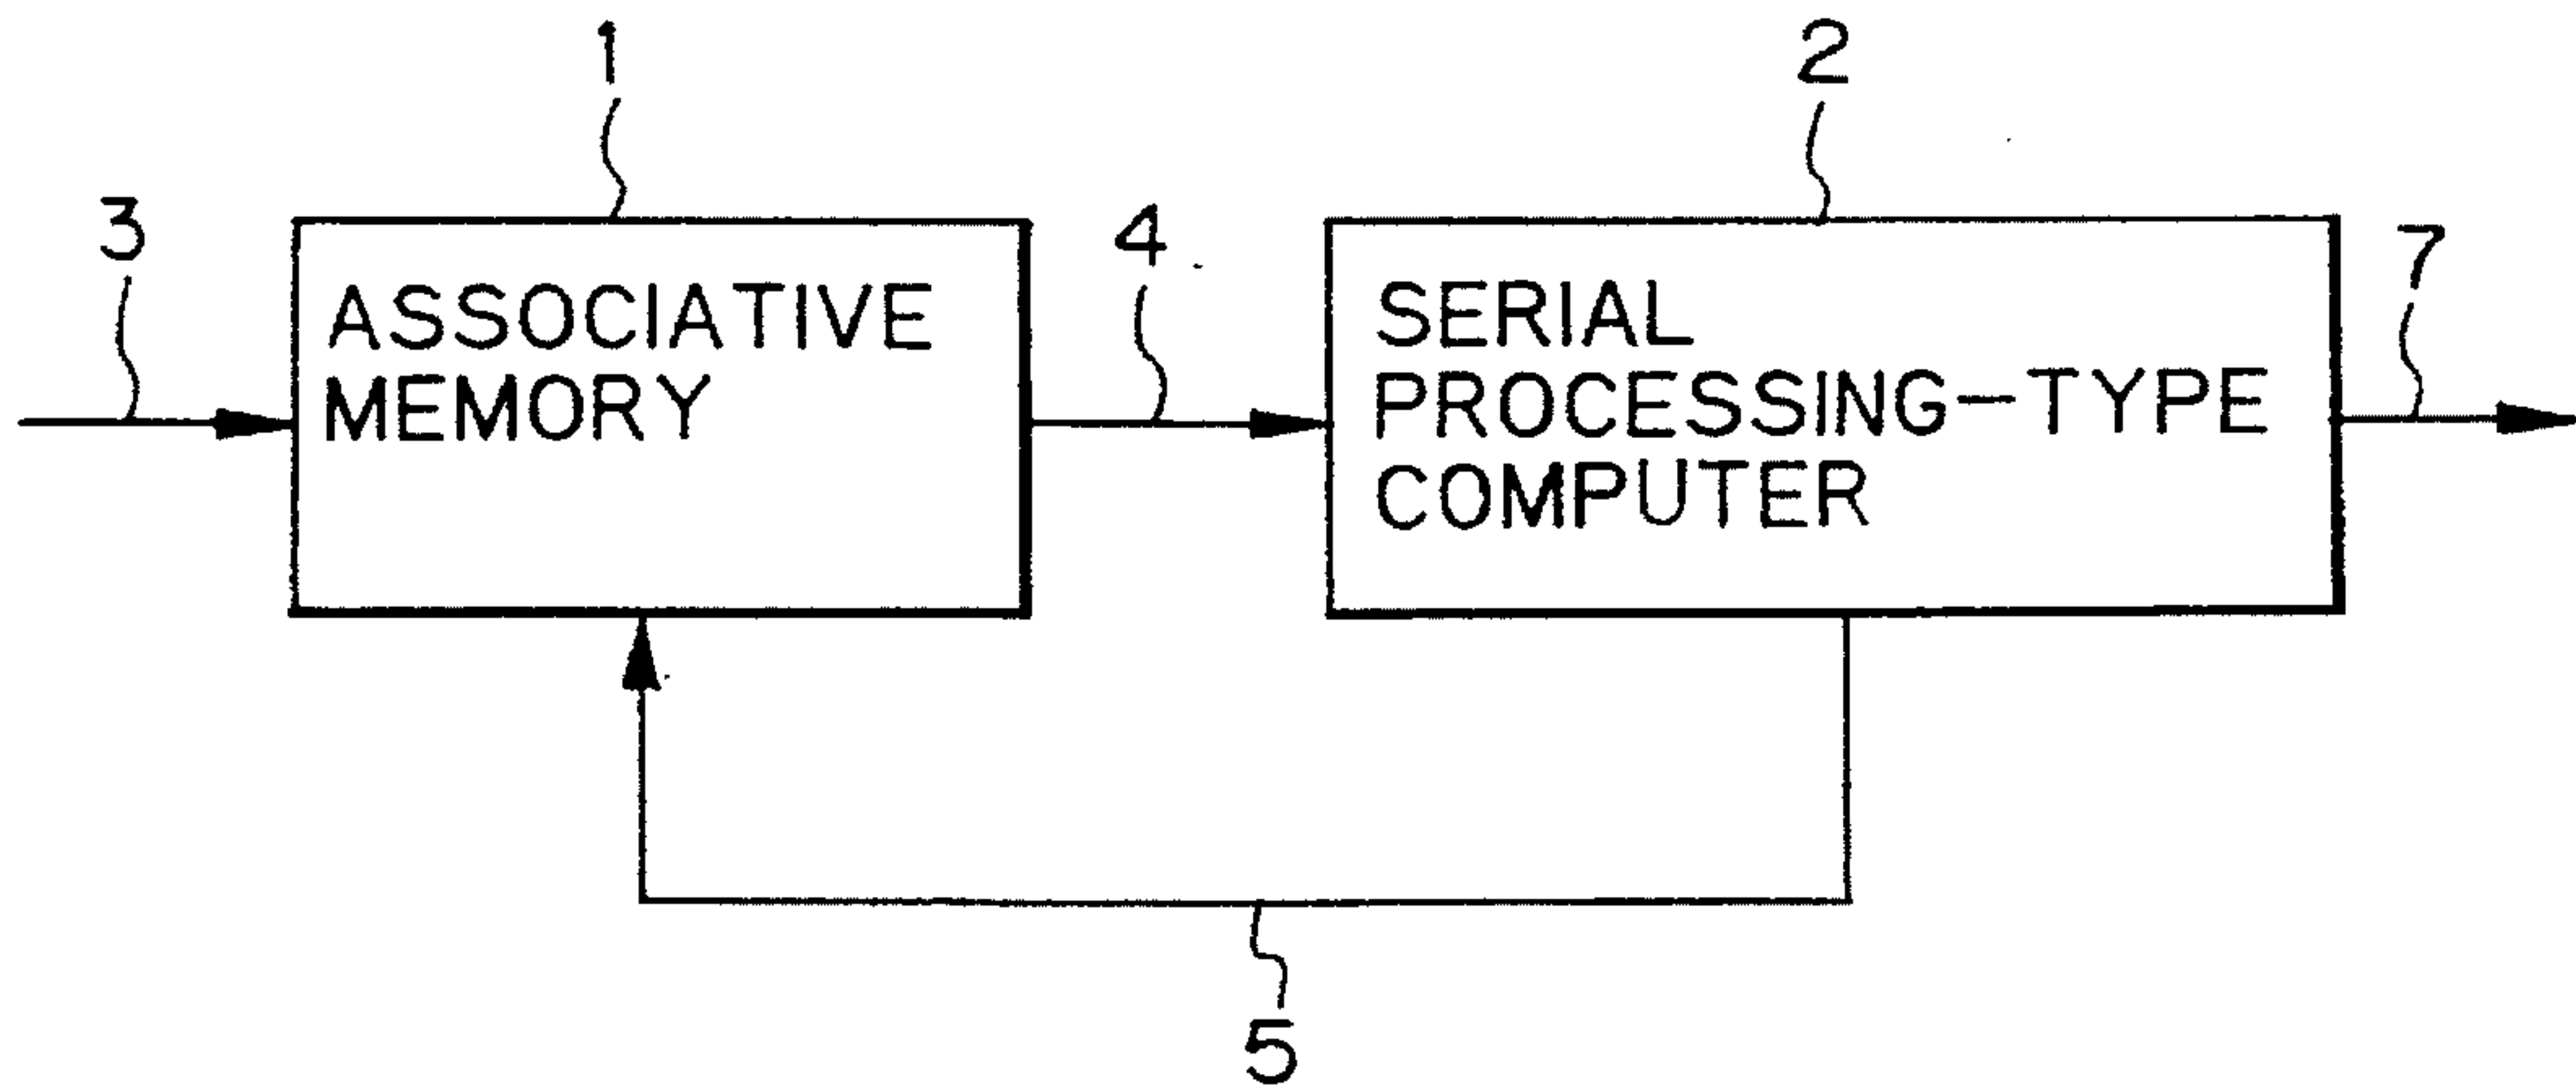 1
2
3
4
7
ASSOCIATIVE
MEMORY
SERIAL
PROCESSING-TYPE
COMPUTER
5